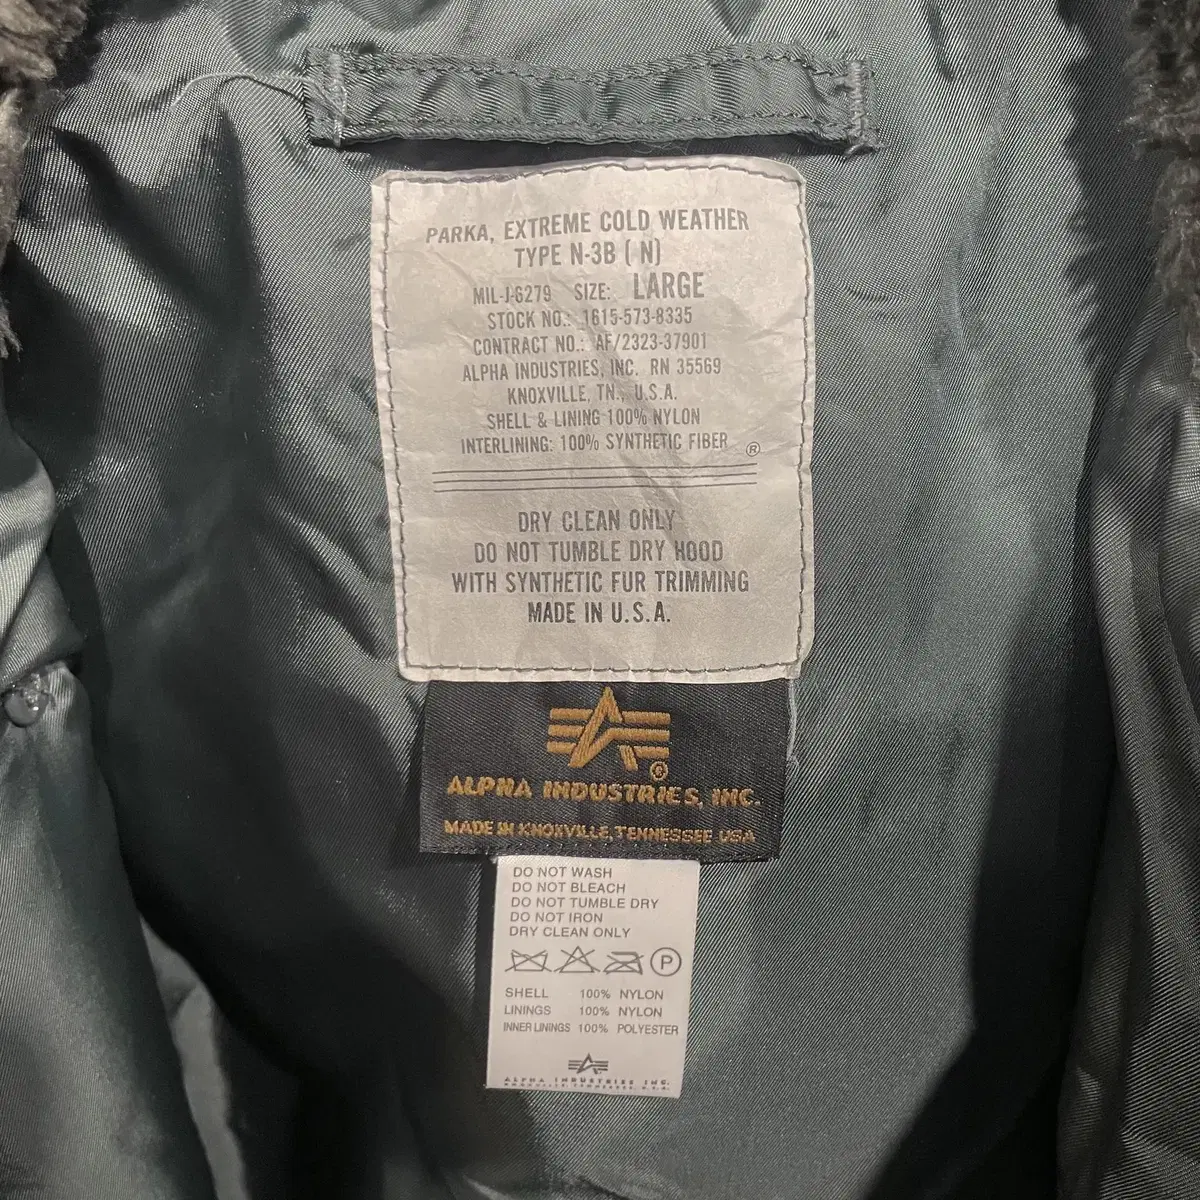 PARKA, EXTREME COLD WEATHER
TYPE N-3B ( N)
MIL-J-6279 SIZE: LARGE
STOCK NO.: 1615-573-8335
CONTRACT NO.: AF/2323-37901
ALPHA INDUSTRIES, INC. RN 35569
KNOXVILLE, TN., U.S.A.
SHELL & LINING 100% NYLON
INTERLINING: 100% SYNTHETIC FIBER ®
DRY CLEAN ONLY
DO NOT TUMBLE DRY HOOD
WITH SYNTHETIC FUR TRIMMING
MADE IN U.S.A.
®
ALPHA INDUSTRIES, INC.
MADE IN KNOXVILLE, TENNESSEE USA
DO NOT WASH
DO NOT BLEACH
DO NOT TUMBLE DRY
DO NOT IRON
DRY CLEAN ONLY
P
SHELL 100% NYLON
LININGS 100% NYLON
INNER LININGS 100% POLYESTER
ALPHA INDUSTRIES INC.
KNOXVILLE, TENNESSEE, U.S.A.